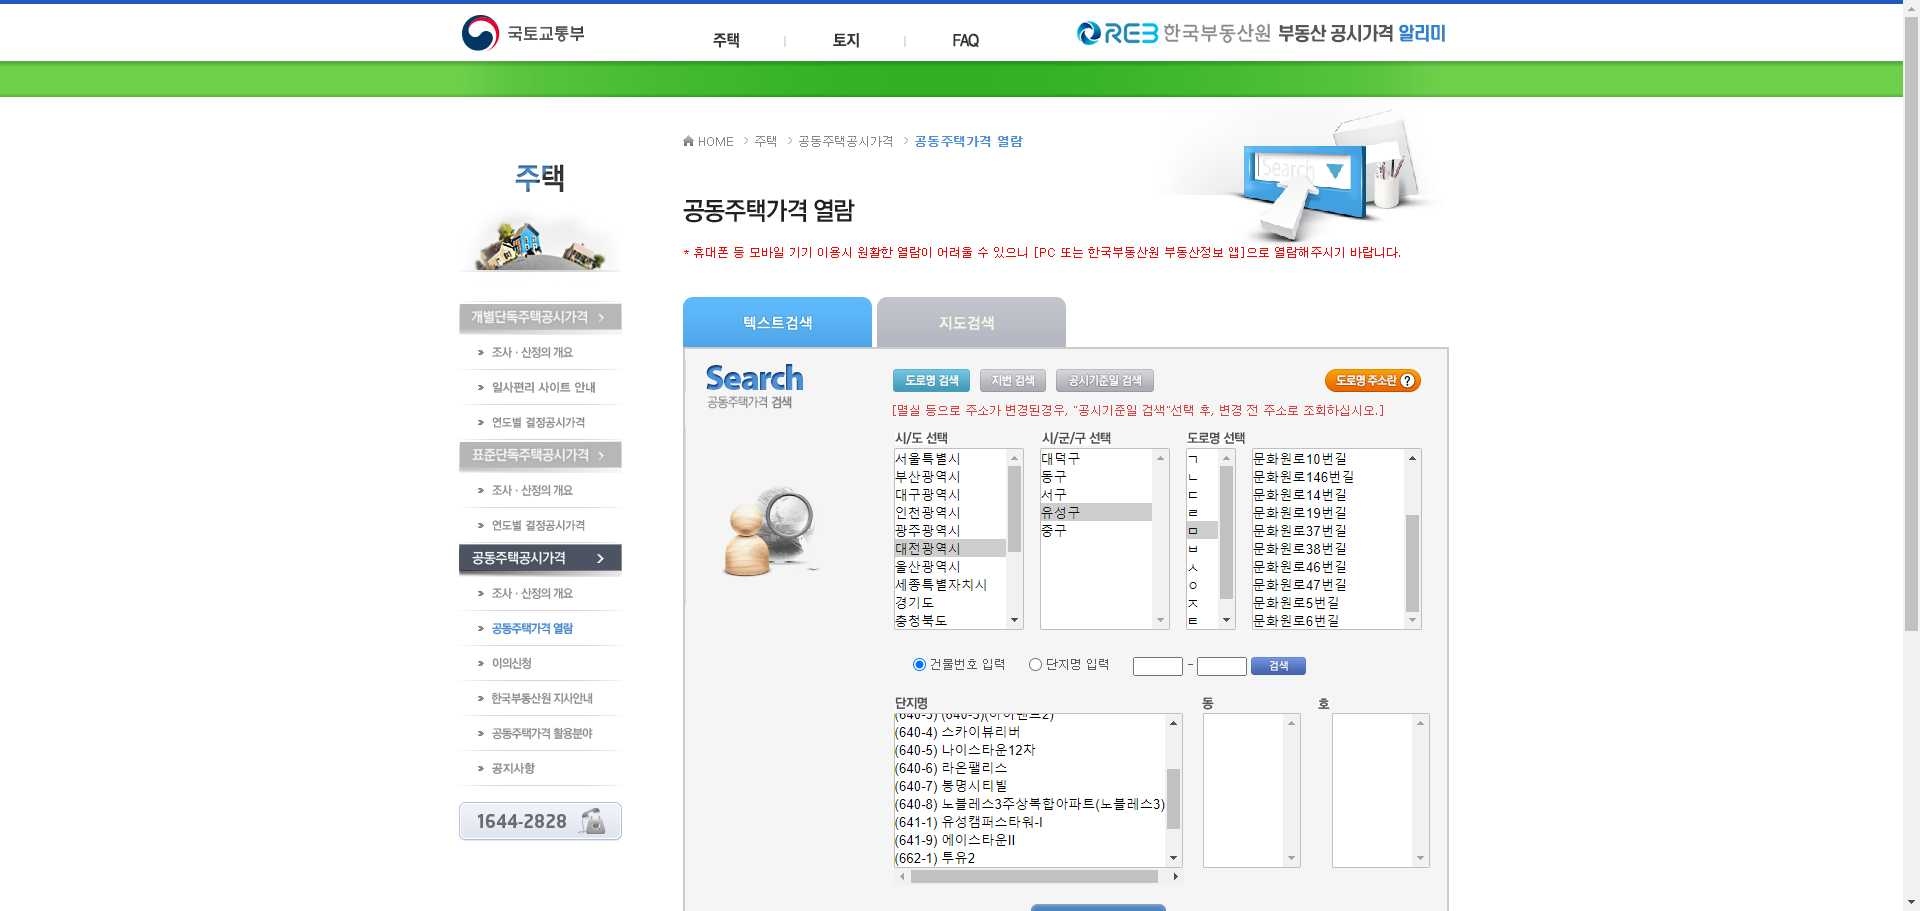 국토교통부
주택
토지
FAQ
REB 한국부동산원 부동산 공시가격 알리미
HOME > 주택 > 공동주택공시가격 > 공동주택가격 열람
Search
주택
공동주택가격 열람
* 휴대폰 등 모바일 기기 이용시 원활한 열람이 어려울 수 있으니 [PC 또는 한국부동산원 부동산정보 앱]으로 열람해주시기 바랍니다.
개별단독주택공시가격
조사 · 산정의 개요
일사편리 사이트 안내
연도별 결정공시가격
표준단독주택공시가격
조사 · 산정의 개요
연도별 결정공시가격
공동주택공시가격
조사 · 산정의 개요
공동주택가격 열람
이의신청
한국부동산원 지사안내
공동주택가격 활용분야
공지사항
1644-2828
텍스트검색
지도검색
Search
공동주택가격 검색
도로명 검색
지번 검색
공시기준일 검색
도로명 주소란 ?
[멸실 등으로 주소가 변경된경우, "공시기준일 검색"선택 후, 변경 전 주소로 조회하십시오.]
시/도 선택
서울특별시
부산광역시
대구광역시
인천광역시
광주광역시
대전광역시
울산광역시
세종특별자치시
경기도
충청북도
시/군/구 선택
대덕구
동구
서구
유성구
중구
도로명 선택
ㄱ
ㄴ
ㄷ
ㄹ
ㅁ
ㅂ
ㅅ
ㅇ
ㅈ
ㅌ
문화원로10번길
문화원로146번길
문화원로14번길
문화원로19번길
문화원로37번길
문화원로38번길
문화원로46번길
문화원로47번길
문화원로5번길
문화원로6번길
건물번호 입력
단지명 입력
-
검색
단지명
(640-3) (640-3)(하이랜드2)
(640-4) 스카이뷰리버
(640-5) 나이스타운12차
(640-6) 라온팰리스
(640-7) 봉명시티빌
(640-8) 노블레스3주상복합아파트(노블레스3)
(641-1) 유성캠퍼스타워-I
(641-9) 에이스타운II
(662-1) 투유2
동
호